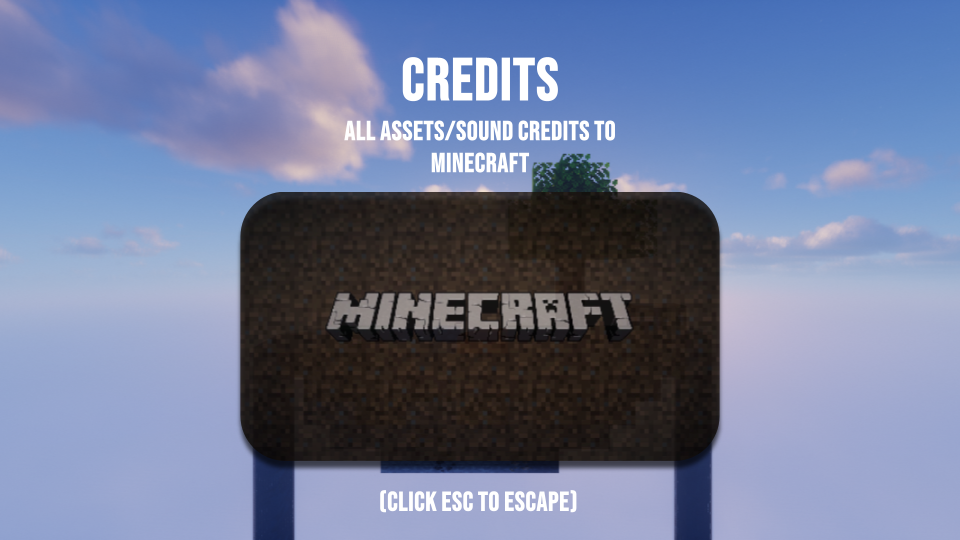 CREDITS
ALL ASSETS/SOUND CREDITS TO
MINECRAFT
MINECRAFT
(CLICK ESC TO ESCAPE)